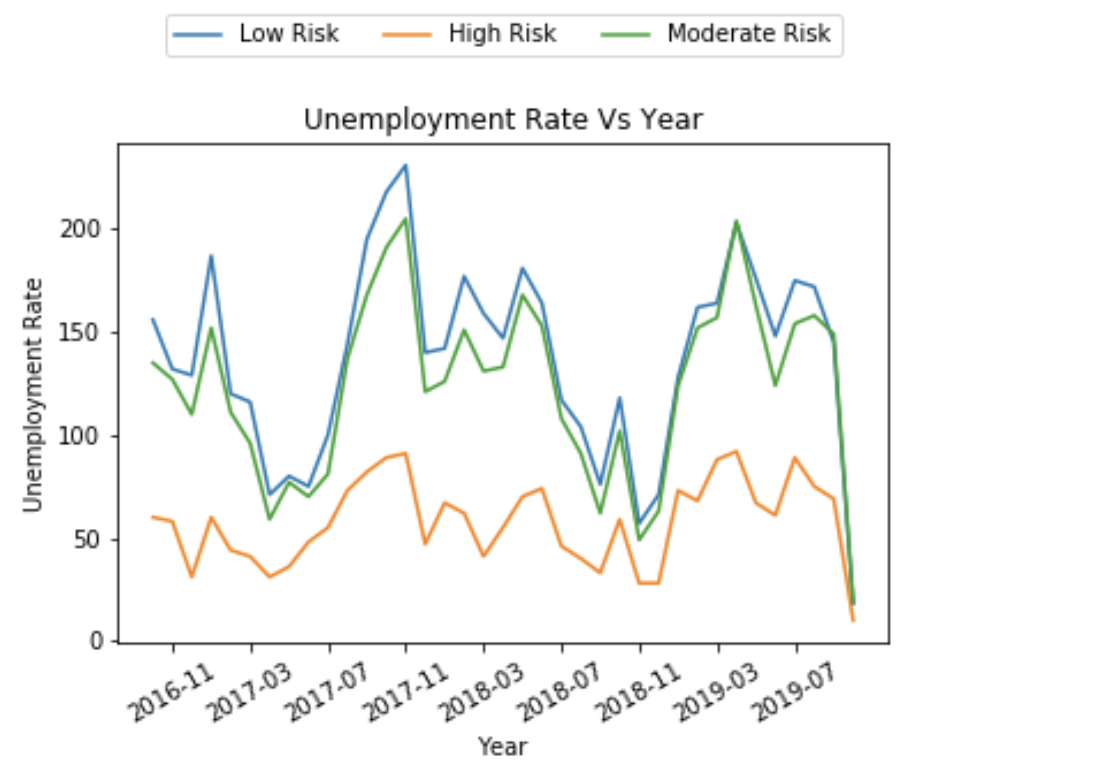 Low Risk High Risk Moderate Risk
Unemployment Rate Vs Year
Unemployment Rate
200
150
100
50
0
2016-11 2017-03 2017-07 2017-11 2018-03 2018-07 2018-11 2019-03 2019-07
Year